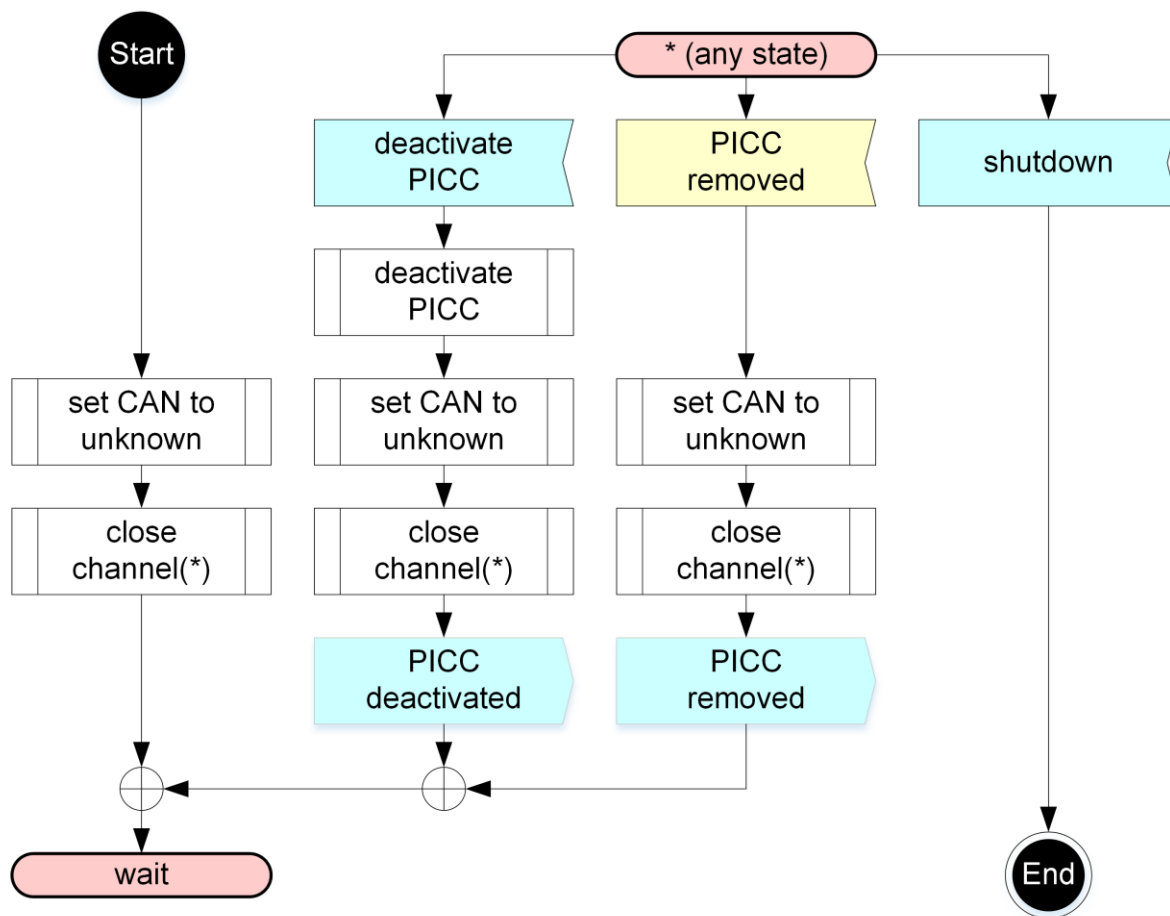 Start
* (any state)
deactivate
PICC
PICC
removed
shutdown
deactivate
PICC
set CAN to
unknown
set CAN to
unknown
set CAN to
unknown
close
channel(*)
close
channel(*)
close
channel(*)
PICC
deactivated
PICC
removed
wait
End